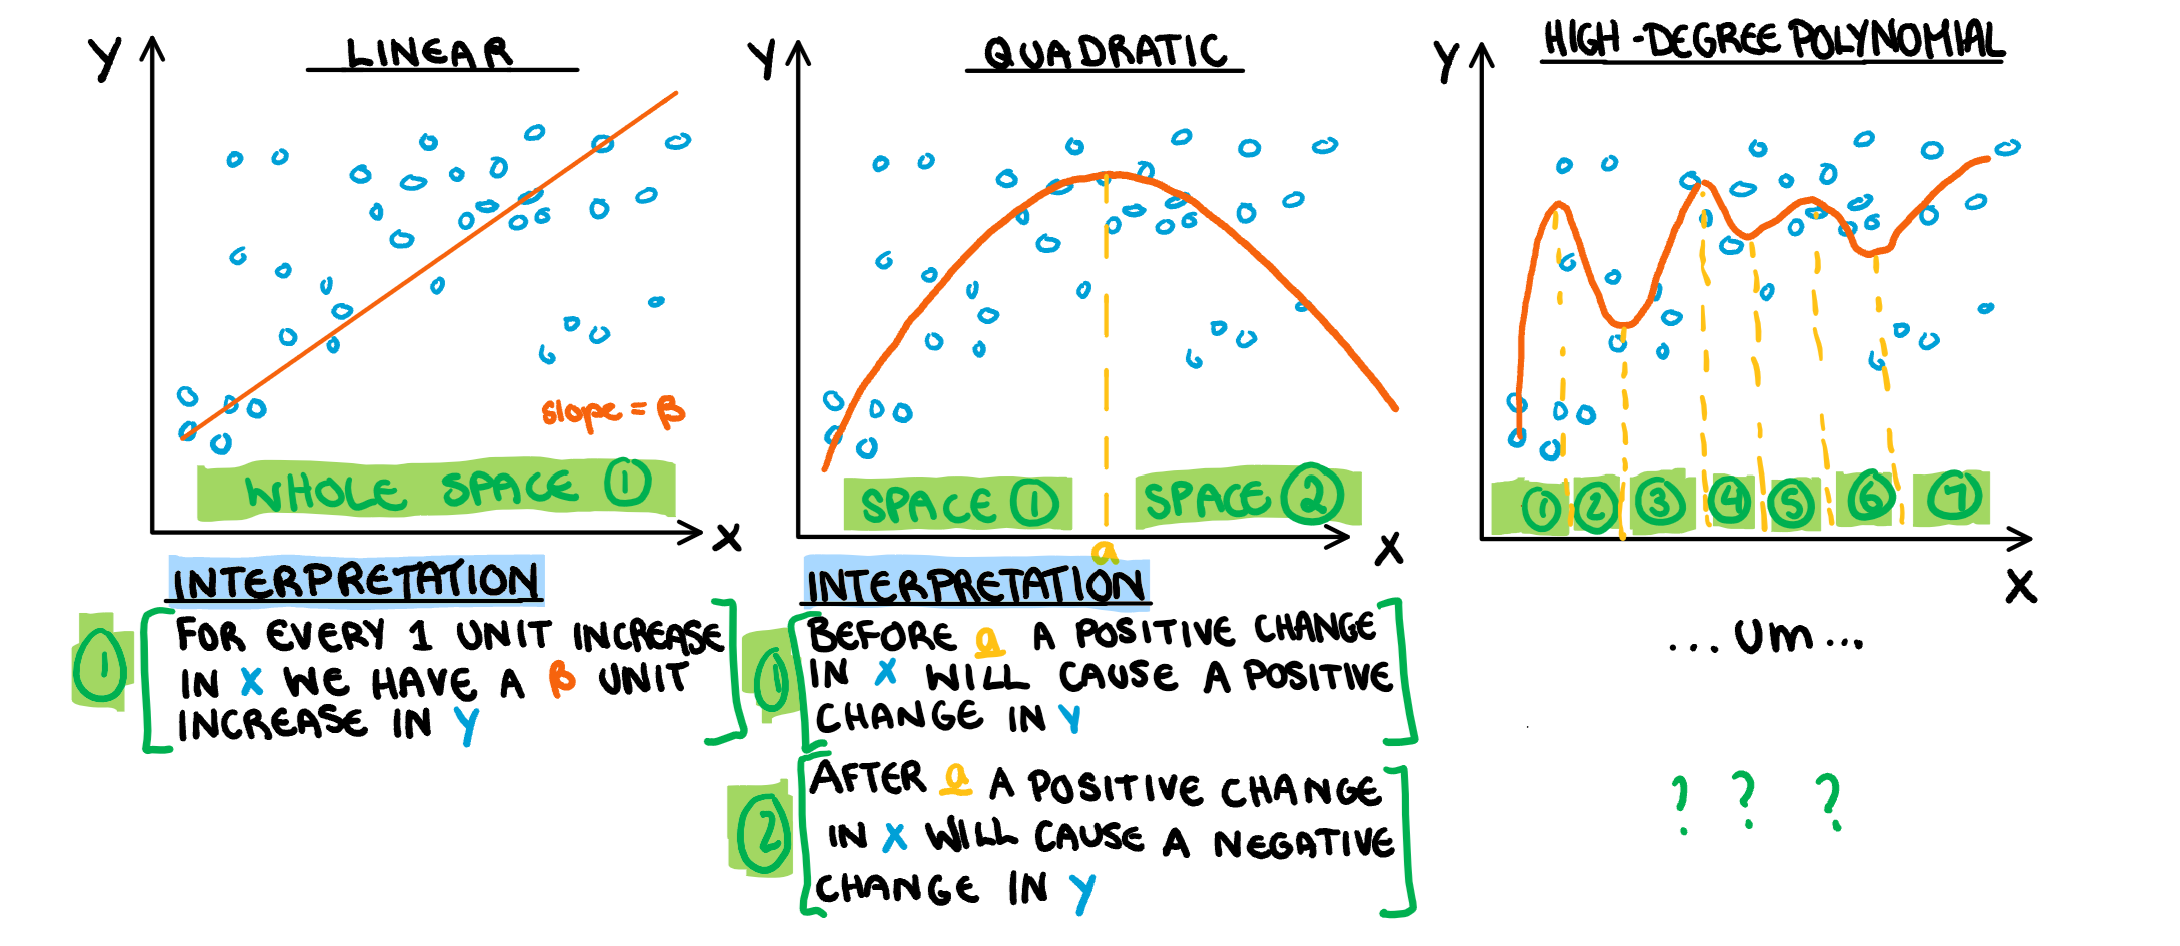 LINEAR
Y
slope = β
WHOLE SPACE ①
X
INTERPRETATION
①
FOR EVERY 1 UNIT INCREASE
IN X WE HAVE A β UNIT
INCREASE IN Y
QUADRATIC
Y
SPACE ①
SPACE ②
a
X
INTERPRETATION
①
BEFORE a A POSITIVE CHANGE
IN X WILL CAUSE A POSITIVE
CHANGE IN Y
②
AFTER a A POSITIVE CHANGE
IN X WILL CAUSE A NEGATIVE
CHANGE IN Y
HIGH-DEGREE POLYNOMIAL
Y
① ② ③ ④ ⑤ ⑥ ⑦
X
... Um ...
? ? ?